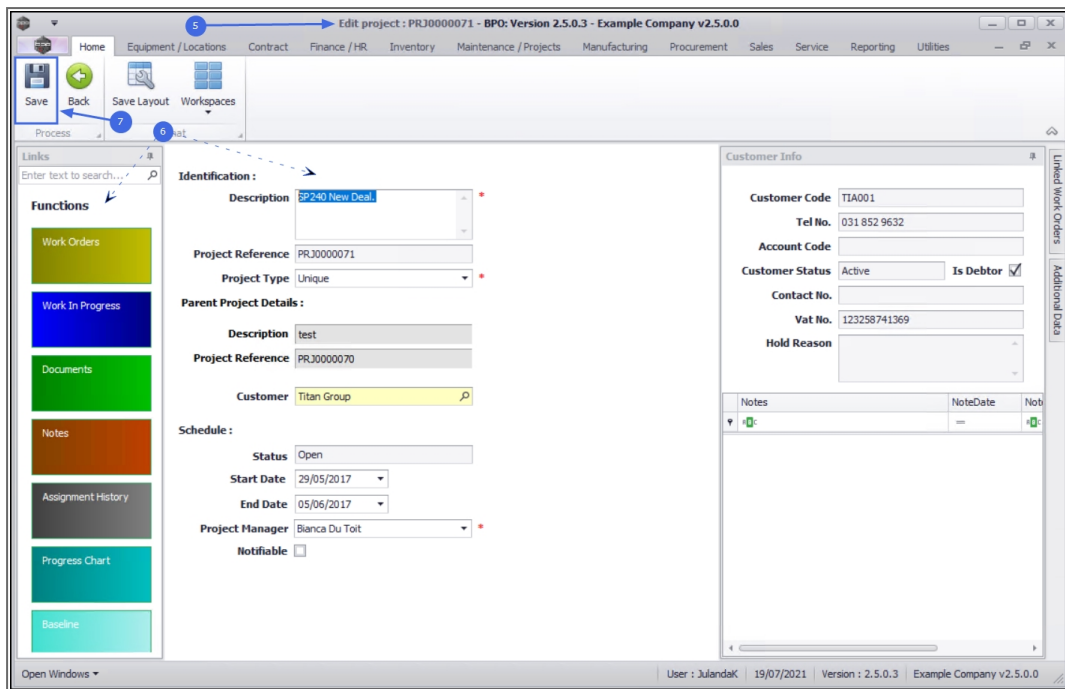 5
Edit project : PRJ0000071 - BPO: Version 2.5.0.3 - Example Company v2.5.0.0
Home Equipment / Locations Contract Finance / HR Inventory Maintenance / Projects Manufacturing Procurement Sales Service Reporting Utilities
Save Back Save Layout Workspaces
7
6
Process
Links
Enter text to search...
Functions
Work Orders
Work In Progress
Documents
Notes
Assignment History
Progress Chart
Baseline
Identification :
Description SP240 New Deal. *
Project Reference PRJ0000071
Project Type Unique *
Parent Project Details :
Description test
Project Reference PRJ0000070
Customer Titan Group
Schedule :
Status Open
Start Date 29/05/2017
End Date 05/06/2017
Project Manager Bianca Du Toit *
Notifiable
Customer Info
Customer Code TIA001
Tel No. 031 852 9632
Account Code
Customer Status Active Is Debtor
Contact No.
Vat No. 123258741369
Hold Reason
Notes NoteDate Not
=
Linked Work Orders
Additional Data
Open Windows
User : JulandaK 19/07/2021 Version : 2.5.0.3 Example Company v2.5.0.0